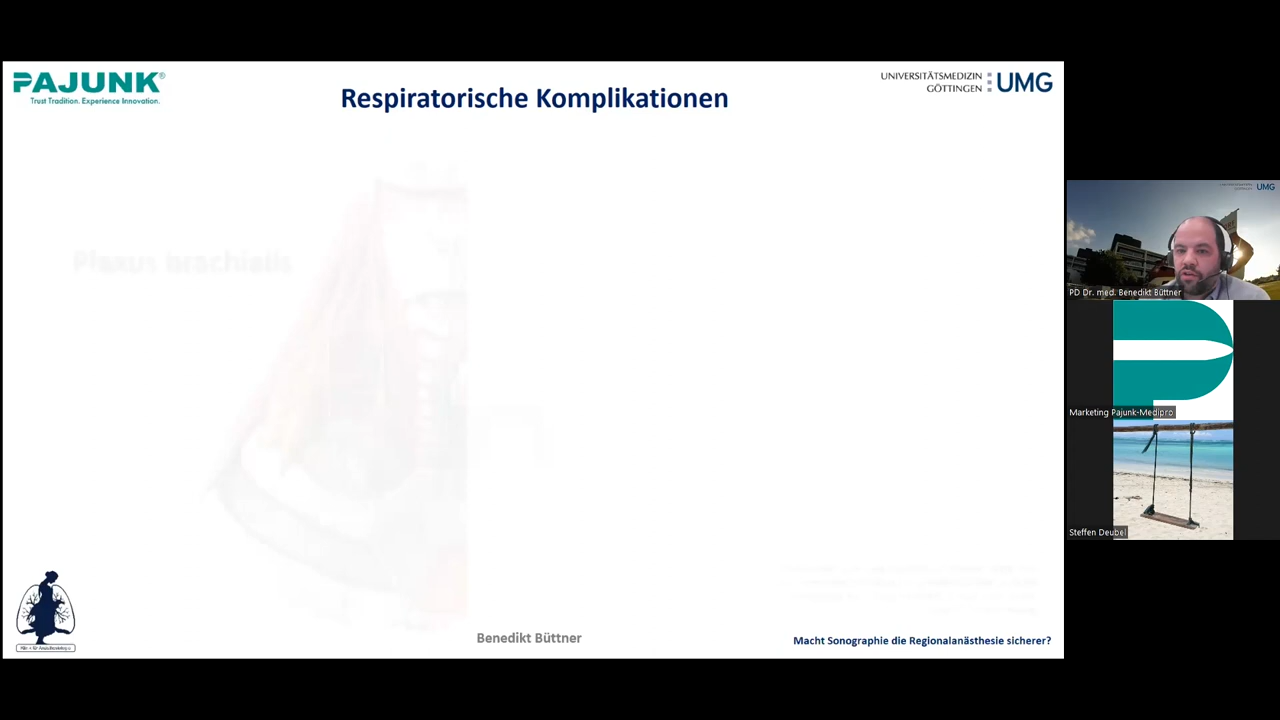 PAJUNK®
Trust Tradition. Experience Innovation.
Respiratorische Komplikationen
UNIVERSITÄTSMEDIZIN
GÖTTINGEN
UMG
Plexus brachialis
UMG
PD Dr. med. Benedikt Büttner
Marketing Pajunk-Medipro
Steffen Deubel
Benedikt Büttner
Macht Sonographie die Regionalanästhesie sicherer?